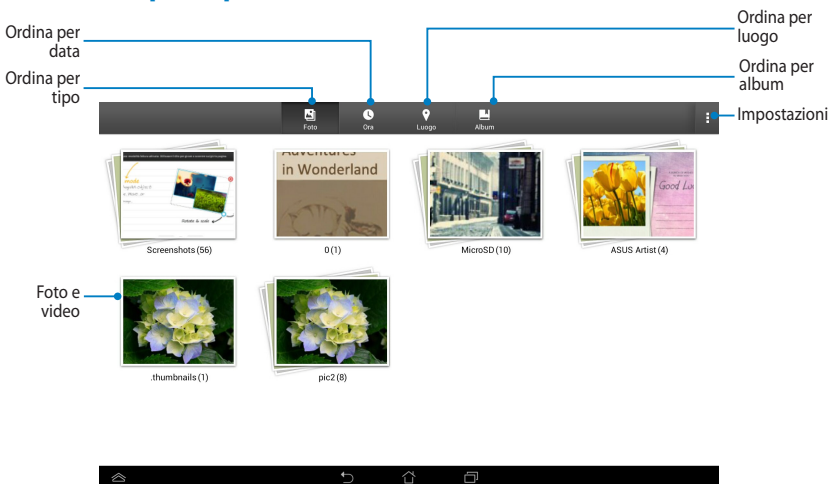 Ordina per
data
Ordina per
tipo
Ordina per
luogo
Ordina per
album
Impostazioni
Foto
Ora
Luogo
Album
Adventures
in Wonderland
Good Lu
Screenshots (56)
0 (1)
MicroSD (10)
ASUS Artist (4)
Foto e
video
.thumbnails (1)
pic2 (8)